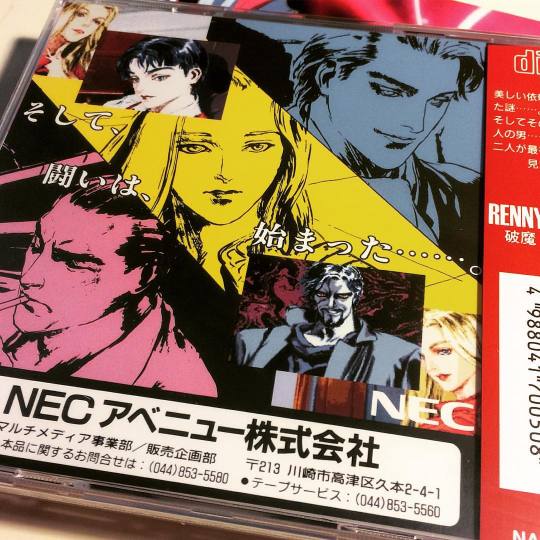 そして、
闘いは、
始まった……。
NECアベニュー株式会社
マルチメディア事業部/販売企画部
本品に関するお問合せは:(044)853-5580
〒213 川崎市高津区久本2-4-1
●テープサービス:(044)853-5560
NEC
美しい依
た謎……
そしてその
人の男…
二人が最
見
RENNY
破魔
4 988041 700508
NA